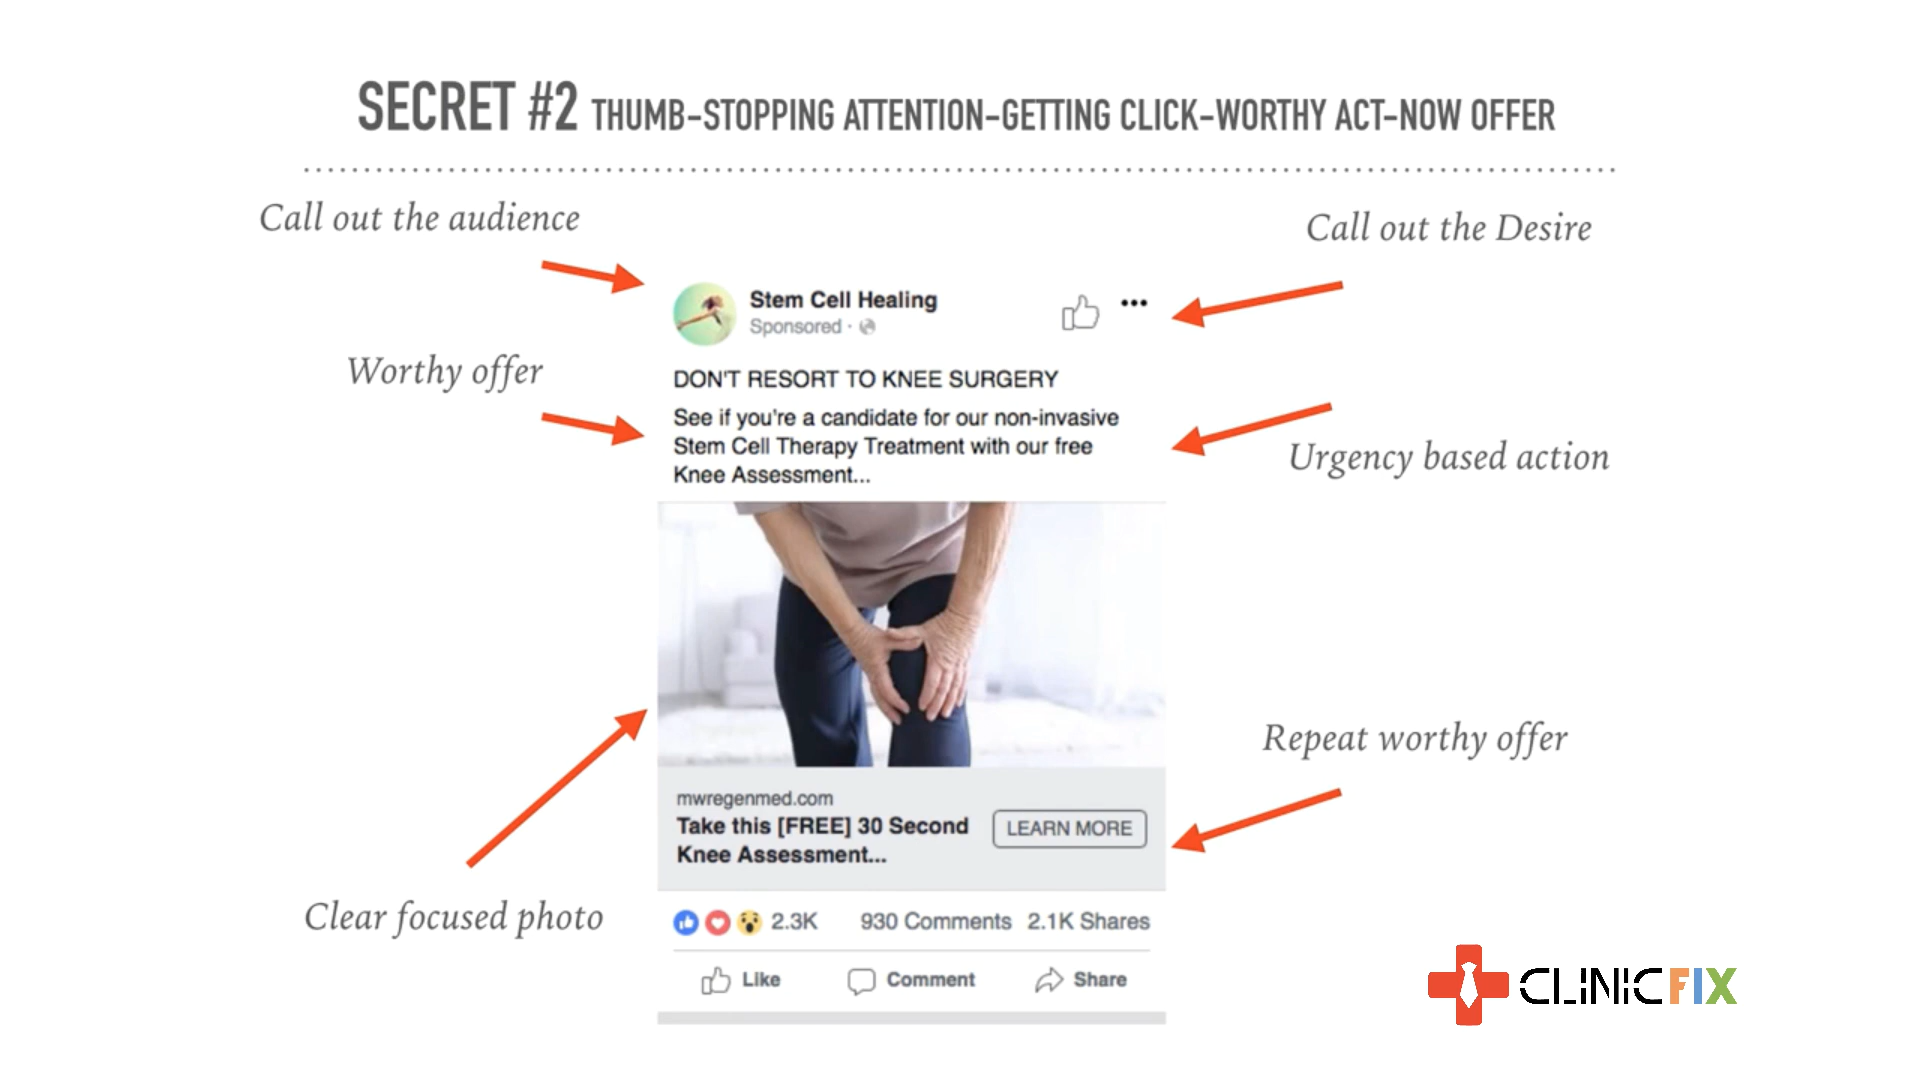 SECRET #2 THUMB-STOPPING ATTENTION-GETTING CLICK-WORTHY ACT-NOW OFFER
Call out the audience
Call out the Desire
Stem Cell Healing
Sponsored ·
Worthy offer
DON'T RESORT TO KNEE SURGERY
See if you're a candidate for our non-invasive
Stem Cell Therapy Treatment with our free
Knee Assessment...
Urgency based action
Repeat worthy offer
mwregenmed.com
Take this [FREE] 30 Second
Knee Assessment...
LEARN MORE
Clear focused photo
2.3K 930 Comments 2.1K Shares
Like Comment Share
CLINICFIX